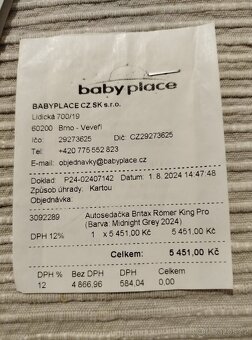 baby place
BABYPLACE CZ.SK s.r.o.
Lidická 700/19
60200 Brno - Veveří
Ičo: 29273625 Dič: CZ29273625
Tel: +420 775 552 823
E-mail: objednavky@babyplace.cz
Doklad: P24-02407142 Datum: 1.8.2024 14:47:48
Způsob úhrady: Kartou
Objednávka:
3092289 Autosedačka Britax Römer King Pro
(Barva: Midnight Grey 2024)
DPH 12% 1 x 5 451,00 Kč 5 451,00 Kč
Celkem: 5 451,00 Kč
DPH % Bez DPH DPH Celkem
12 4 866,96 584,04 0.00